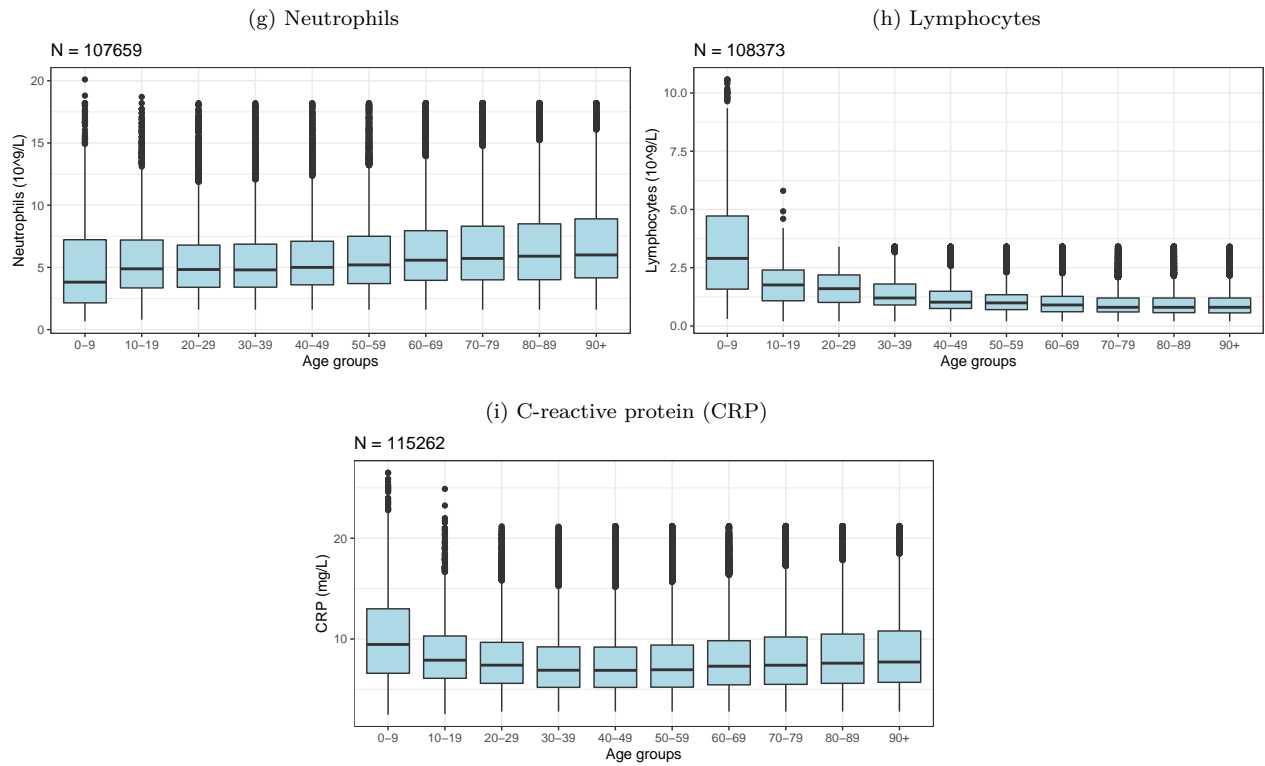 (g) Neutrophils
N = 107659
20
15
10
5
0
Neutrophils (10^9/L)
0–9 10–19 20–29 30–39 40–49 50–59 60–69 70–79 80–89 90+
Age groups
(h) Lymphocytes
N = 108373
10.0
7.5
5.0
2.5
0.0
Lymphocytes (10^9/L)
0–9 10–19 20–29 30–39 40–49 50–59 60–69 70–79 80–89 90+
Age groups
(i) C-reactive protein (CRP)
N = 115262
20
10
CRP (mg/L)
0–9 10–19 20–29 30–39 40–49 50–59 60–69 70–79 80–89 90+
Age groups